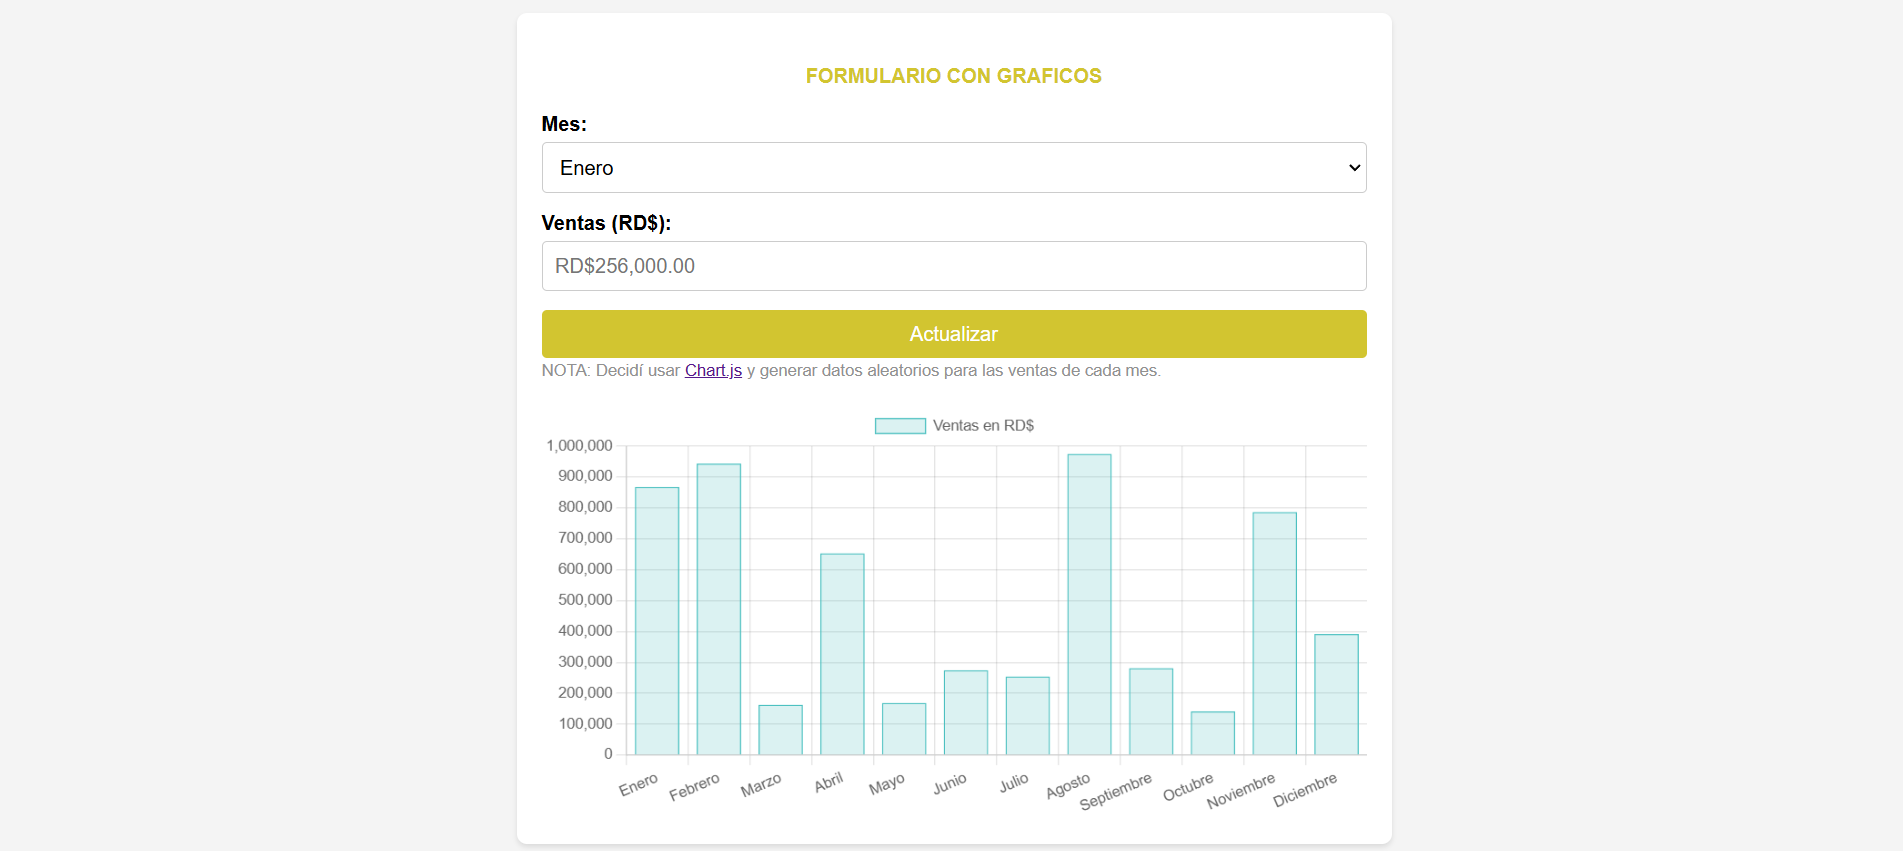 FORMULARIO CON GRAFICOS
Mes:
Enero
Ventas (RD$):
RD$256,000.00
Actualizar
NOTA: Decidí usar Chart.js y generar datos aleatorios para las ventas de cada mes.
Ventas en RD$
1,000,000
900,000
800,000
700,000
600,000
500,000
400,000
300,000
200,000
100,000
0
Enero
Febrero
Marzo
Abril
Mayo
Junio
Julio
Agosto
Septiembre
Octubre
Noviembre
Diciembre